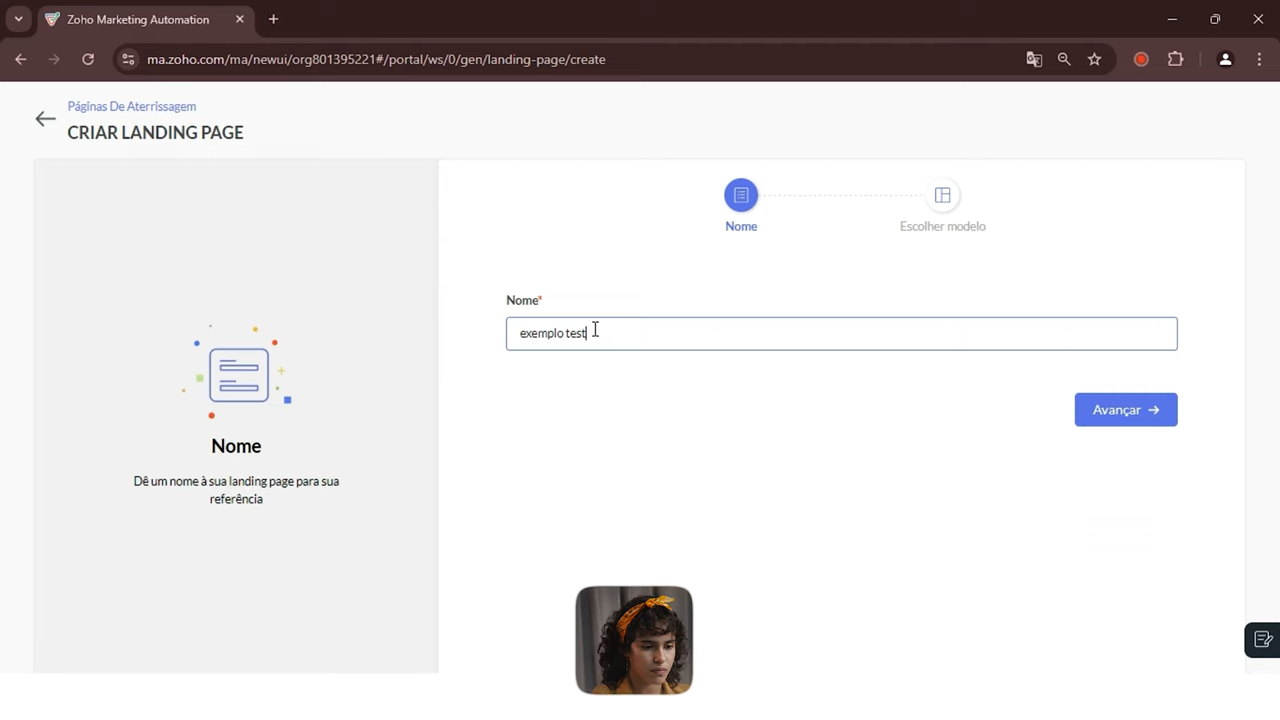 Zoho Marketing Automation
ma.zoho.com/ma/newui/org801395221#/portal/ws/0/gen/landing-page/create
Páginas De Aterrissagem
CRIAR LANDING PAGE
Nome
Escolher modelo
Nome*
exemplo test
Avançar
Nome
Dê um nome à sua landing page para sua
referência